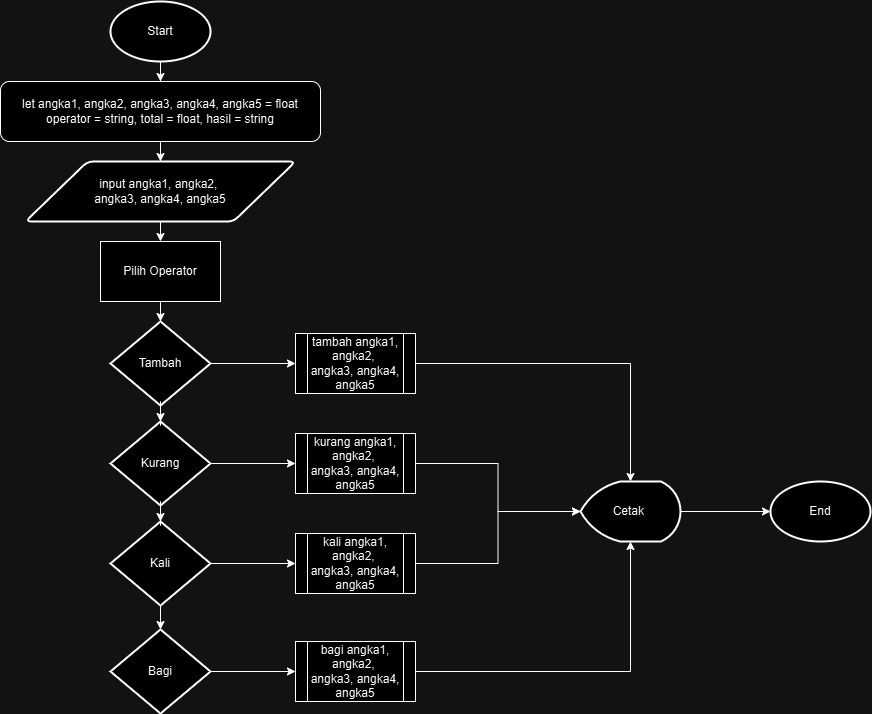 Start
let angka1, angka2, angka3, angka4, angka5 = float
operator = string, total = float, hasil = string
input angka1, angka2,
angka3, angka4, angka5
Pilih Operator
Tambah
tambah angka1,
angka2,
angka3, angka4,
angka5
Kurang
kurang angka1,
angka2,
angka3, angka4,
angka5
Cetak
End
Kali
kali angka1,
angka2,
angka3, angka4,
angka5
Bagi
bagi angka1,
angka2,
angka3, angka4,
angka5